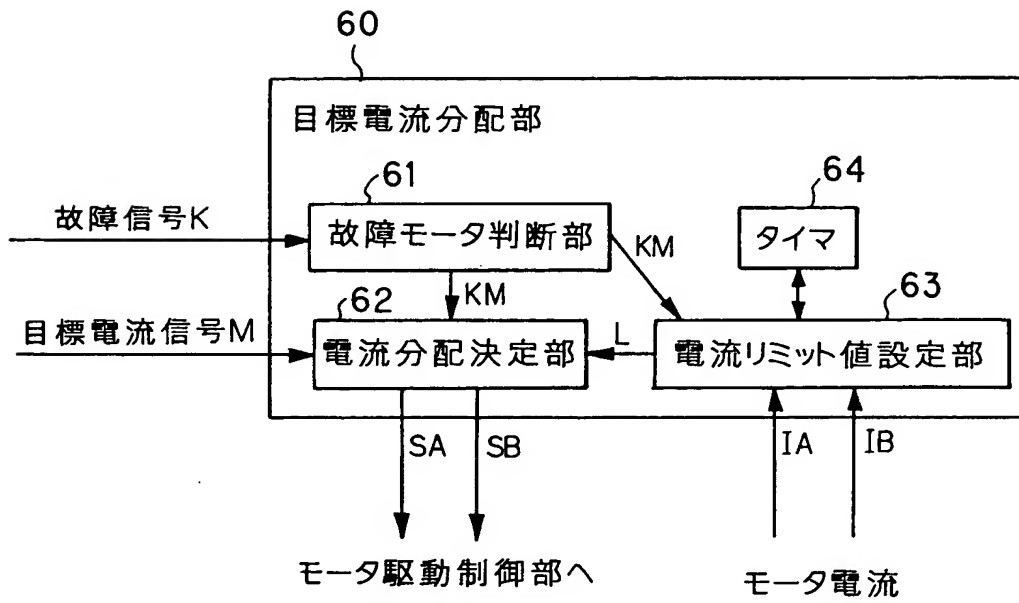 60
目標電流分配部
61
64
故障信号K
故障モータ判断部
タイマ
KM
KM
62
63
目標電流信号M
電流分配決定部
L
電流リミット値設定部
SA
SB
IA
IB
モータ駆動制御部へ
モータ電流